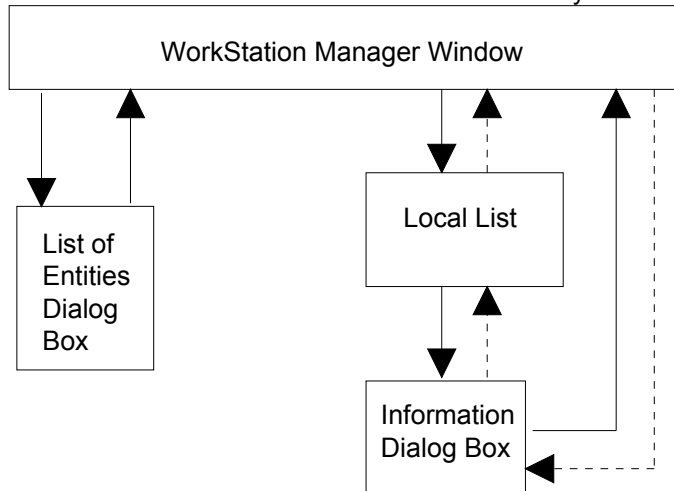 WorkStation Manager Window
Local List
List of
Entities
Dialog
Box
Information
Dialog Box